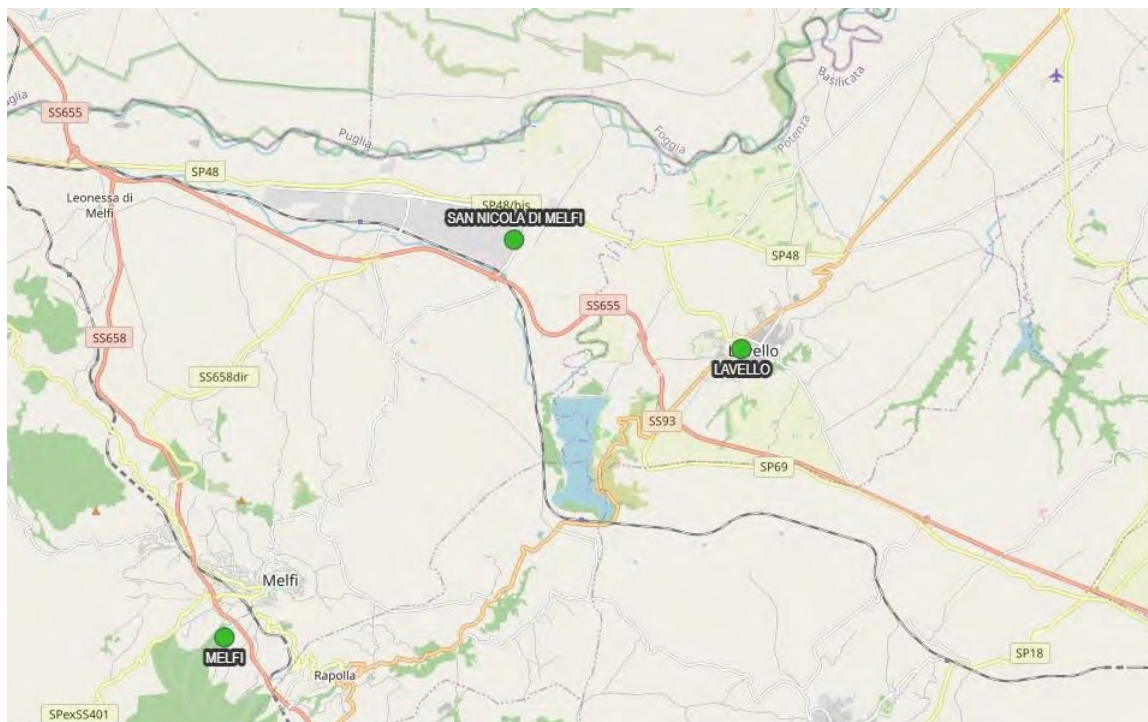 Basilicata
SS655
Puglia
Foggia
Potenza
SP48
Leonessa di
Melfi
SP48/bis
SAN NICOLA DI MELFI
SP48
SS655
SS658
Lavello
LAVELLO
SS658dir
SS93
SP69
Melfi
MELFI
Rapolla
SP18
SPexSS401